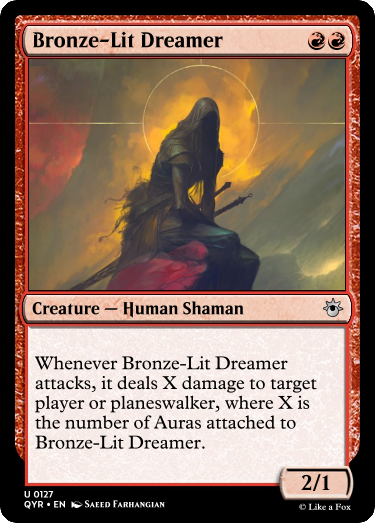 Bronze-Lit Dreamer
Creature — Human Shaman
Whenever Bronze-Lit Dreamer
attacks, it deals X damage to target
player or planeswalker, where X is
the number of Auras attached to
Bronze-Lit Dreamer.
2/1
U 0127
QYR • EN Saeed Farhangian
© Like a Fox